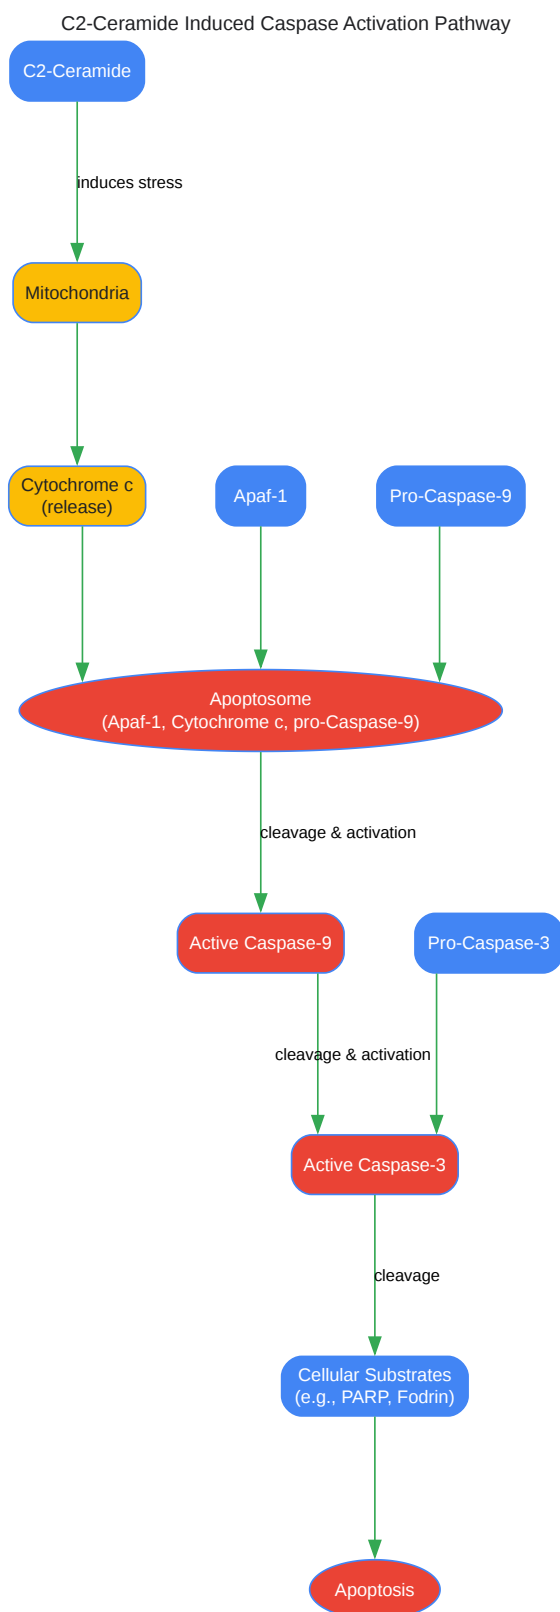 C2-Ceramide Induced Caspase Activation Pathway
C2-Ceramide
induces stress
Mitochondria
Cytochrome c
(release)
Apaf-1
Pro-Caspase-9
Apoptosome
(Apaf-1, Cytochrome c, pro-Caspase-9)
cleavage & activation
Active Caspase-9
Pro-Caspase-3
cleavage & activation
Active Caspase-3
cleavage
Cellular Substrates
(e.g., PARP, Fodrin)
Apoptosis